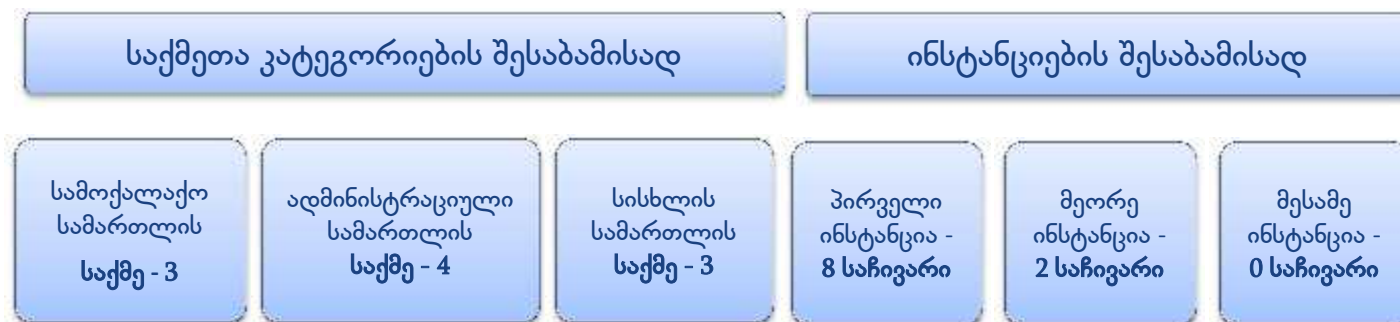 საქმეთა კატეგორიების შესაბამისად
ინსტანციების შესაბამისად
სამოქალაქო
სამართლის
საქმე - 3
ადმინისტრაციული
სამართლის
საქმე - 4
სისხლის
სამართლის
საქმე - 3
პირველი
ინსტანცია -
8 საჩივარი
მეორე
ინსტანცია -
2 საჩივარი
მესამე
ინსტანცია -
0 საჩივარი